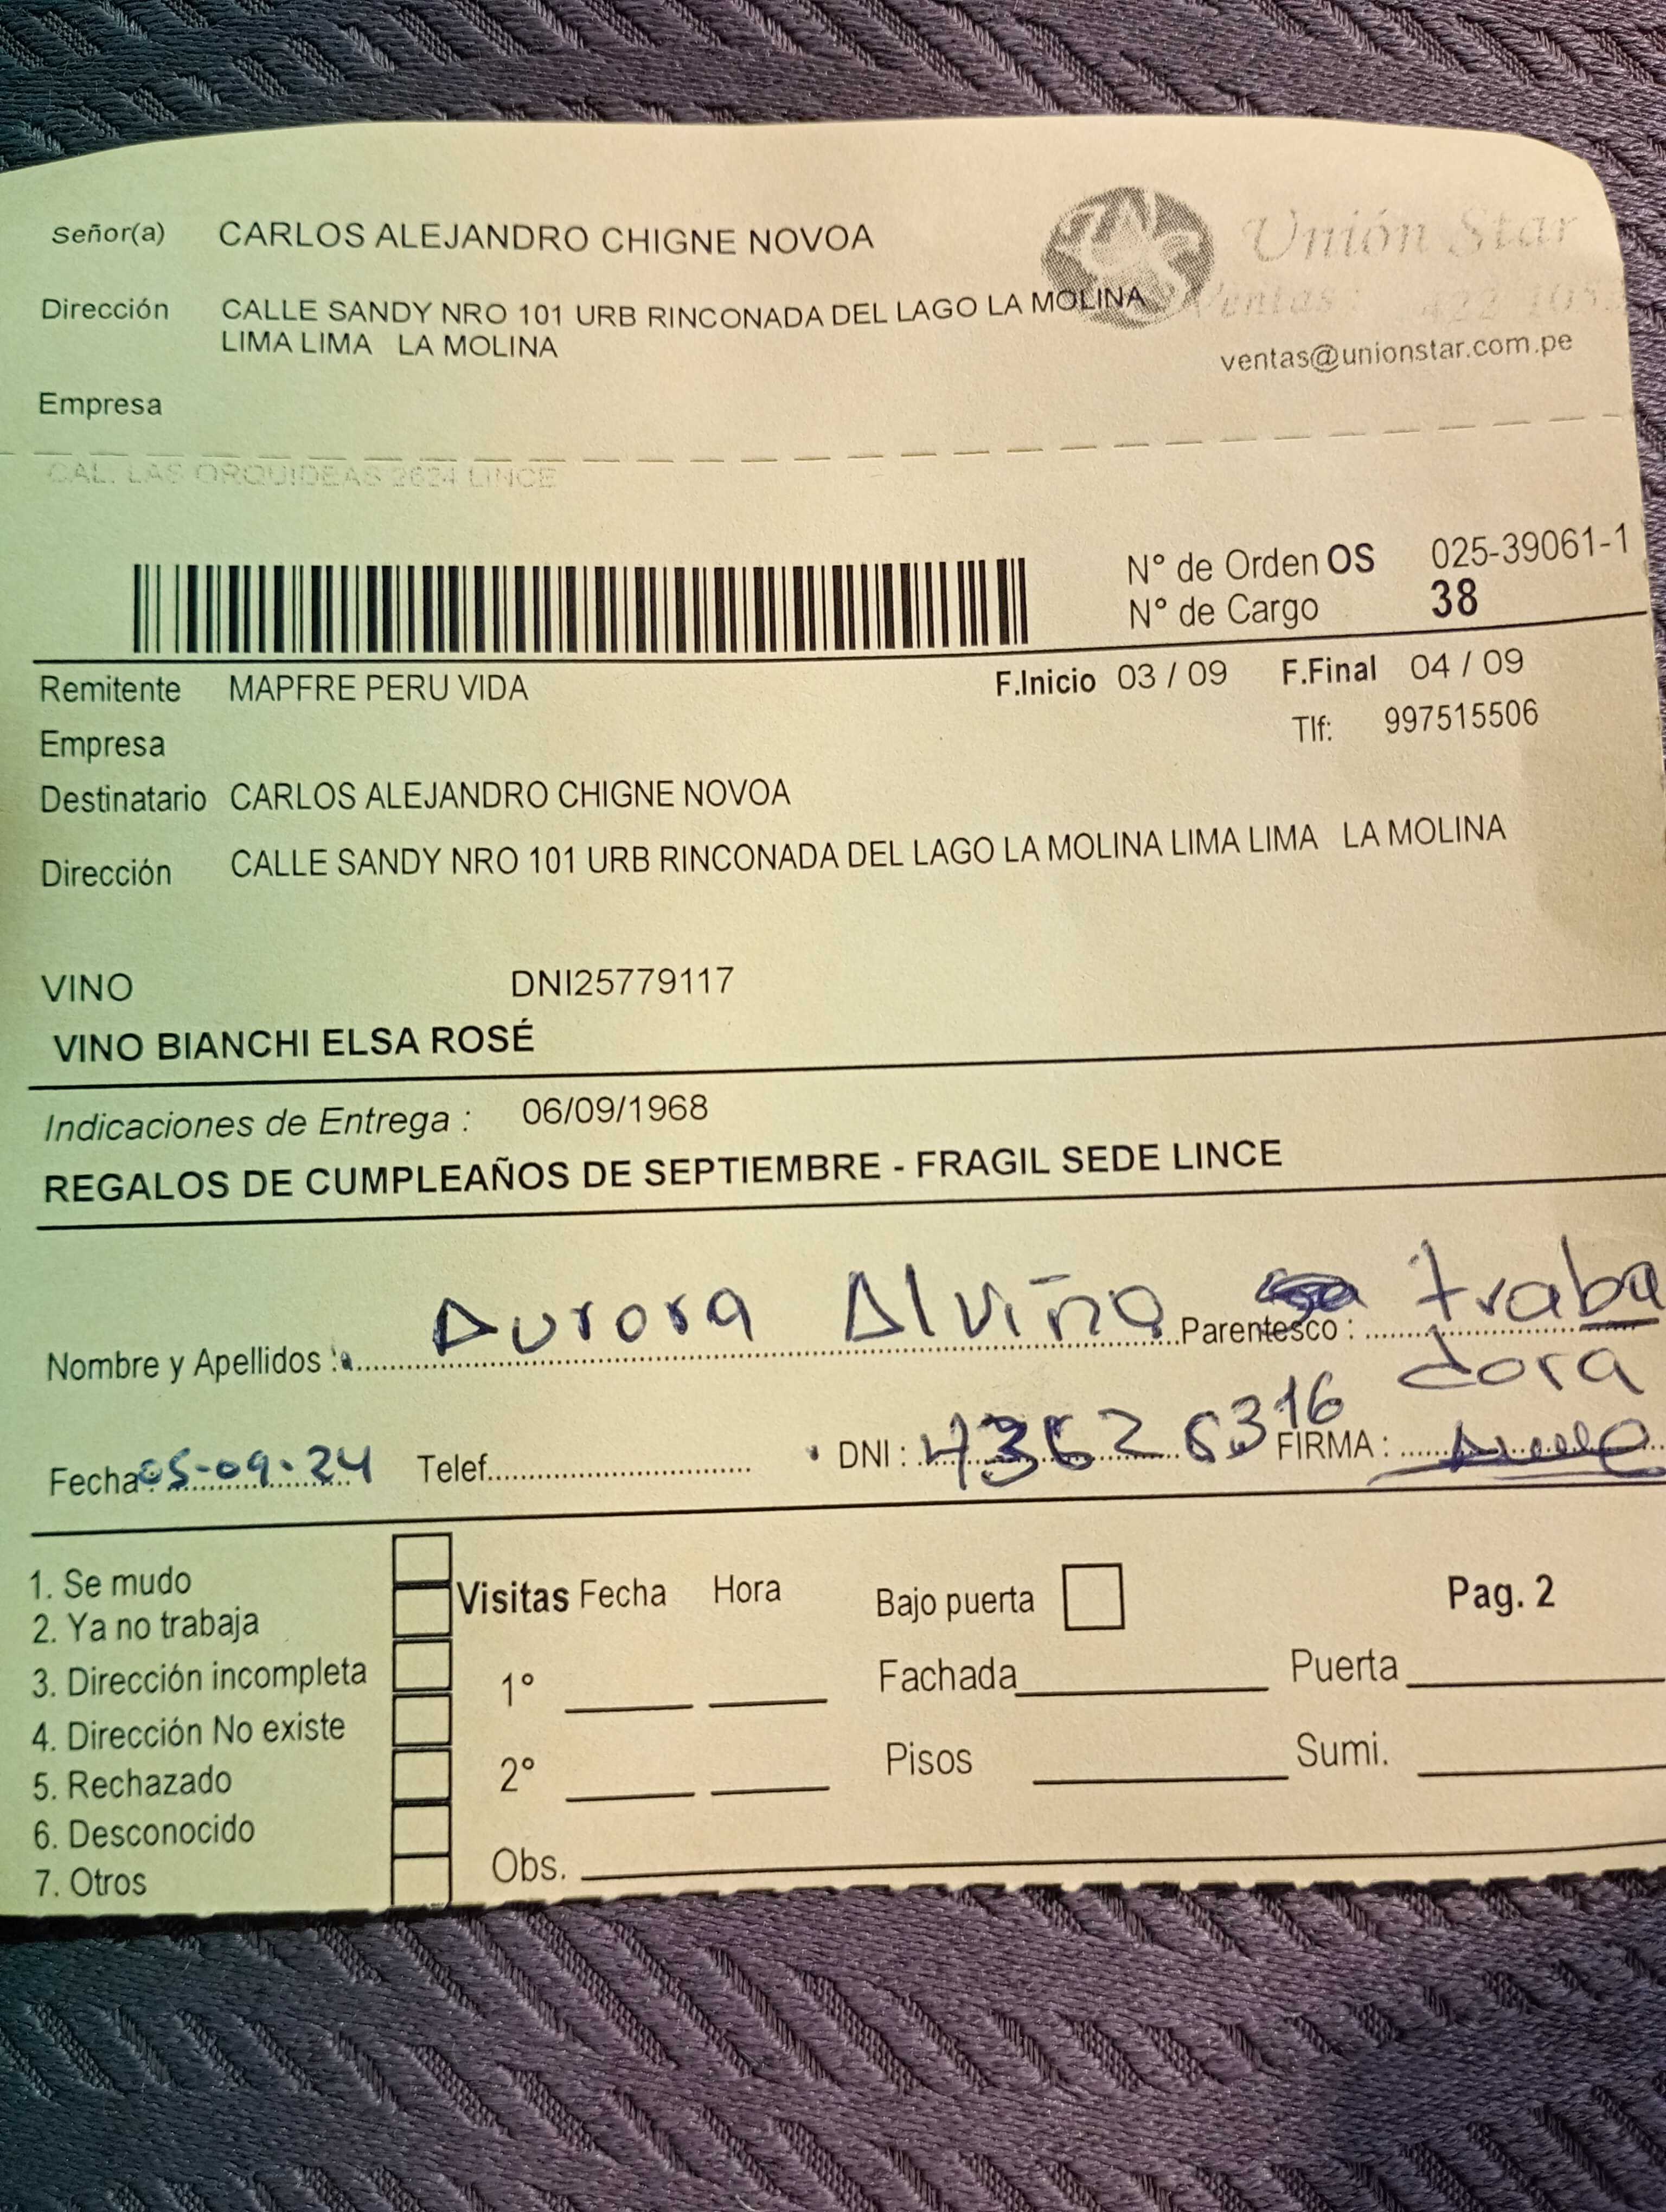 Señor(a) CARLOS ALEJANDRO CHIGNE NOVOA
Unión Star
Dirección CALLE SANDY NRO 101 URB RINCONADA DEL LAGO LA MOLINA
LIMA LIMA LA MOLINA
Ventas:
ventas@unionstar.com.pe
Empresa
CAL. LAS ORQUIDEAS 2624 LINCE
N° de Orden OS 025-39061-1
N° de Cargo 38
Remitente MAPFRE PERU VIDA F.Inicio 03 / 09 F.Final 04 / 09
Empresa Tlf: 997515506
Destinatario CARLOS ALEJANDRO CHIGNE NOVOA
Dirección CALLE SANDY NRO 101 URB RINCONADA DEL LAGO LA MOLINA LIMA LIMA LA MOLINA
VINO DNI25779117
VINO BIANCHI ELSA ROSÉ
Indicaciones de Entrega : 06/09/1968
REGALOS DE CUMPLEAÑOS DE SEPTIEMBRE - FRAGIL SEDE LINCE
Nombre y Apellidos : Aurora Alviño Parentesco : traba
dora
Fecha: 05-09-24 Telef. DNI : FIRMA :
1. Se mudo
2. Ya no trabaja
3. Dirección incompleta
4. Dirección No existe
5. Rechazado
6. Desconocido
7. Otros
Visitas Fecha Hora
1°
2°
Obs.
Bajo puerta Pag. 2
Fachada Puerta
Pisos Sumi.